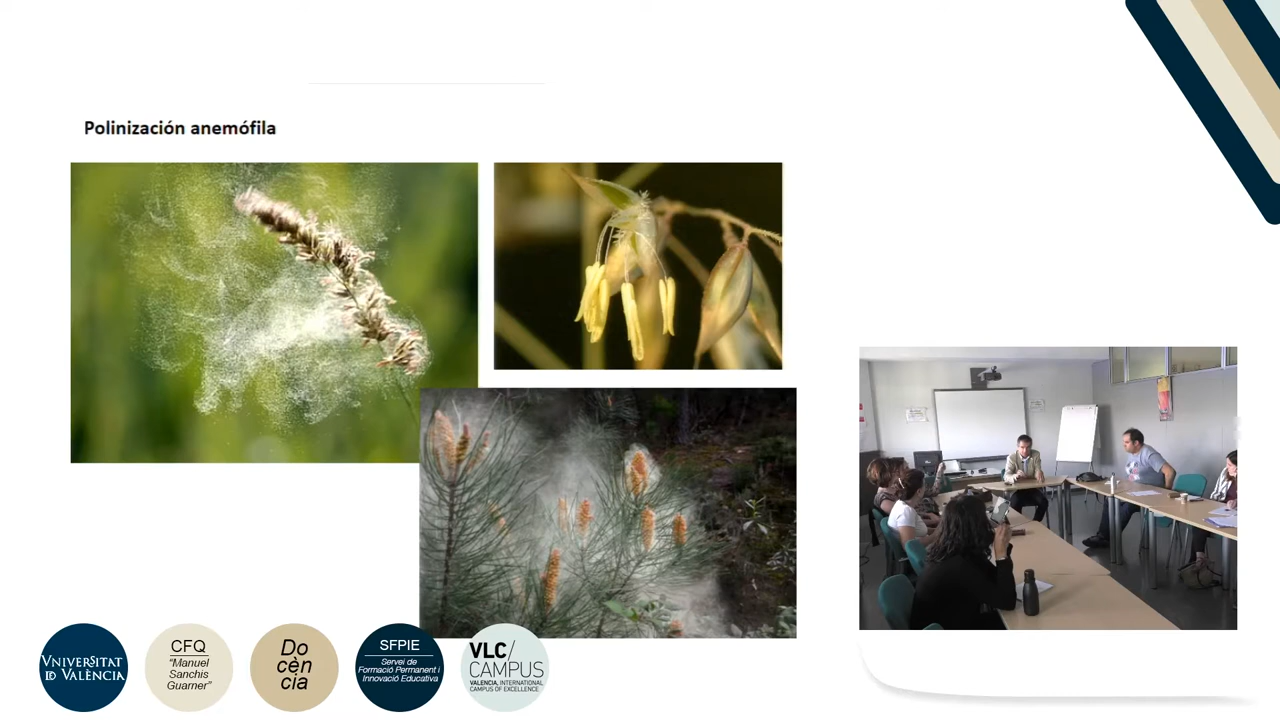 Polinización anemófila
VNIVERSITAT
DE VALÈNCIA
CFQ
"Manuel
Sanchis
Guarner"
Do
cèn
cia
SFPIE
Servei de
Formació Permanent i
Innovació Educativa
VLC/
CAMPUS
VALENCIA, INTERNATIONAL
CAMPUS OF EXCELLENCE